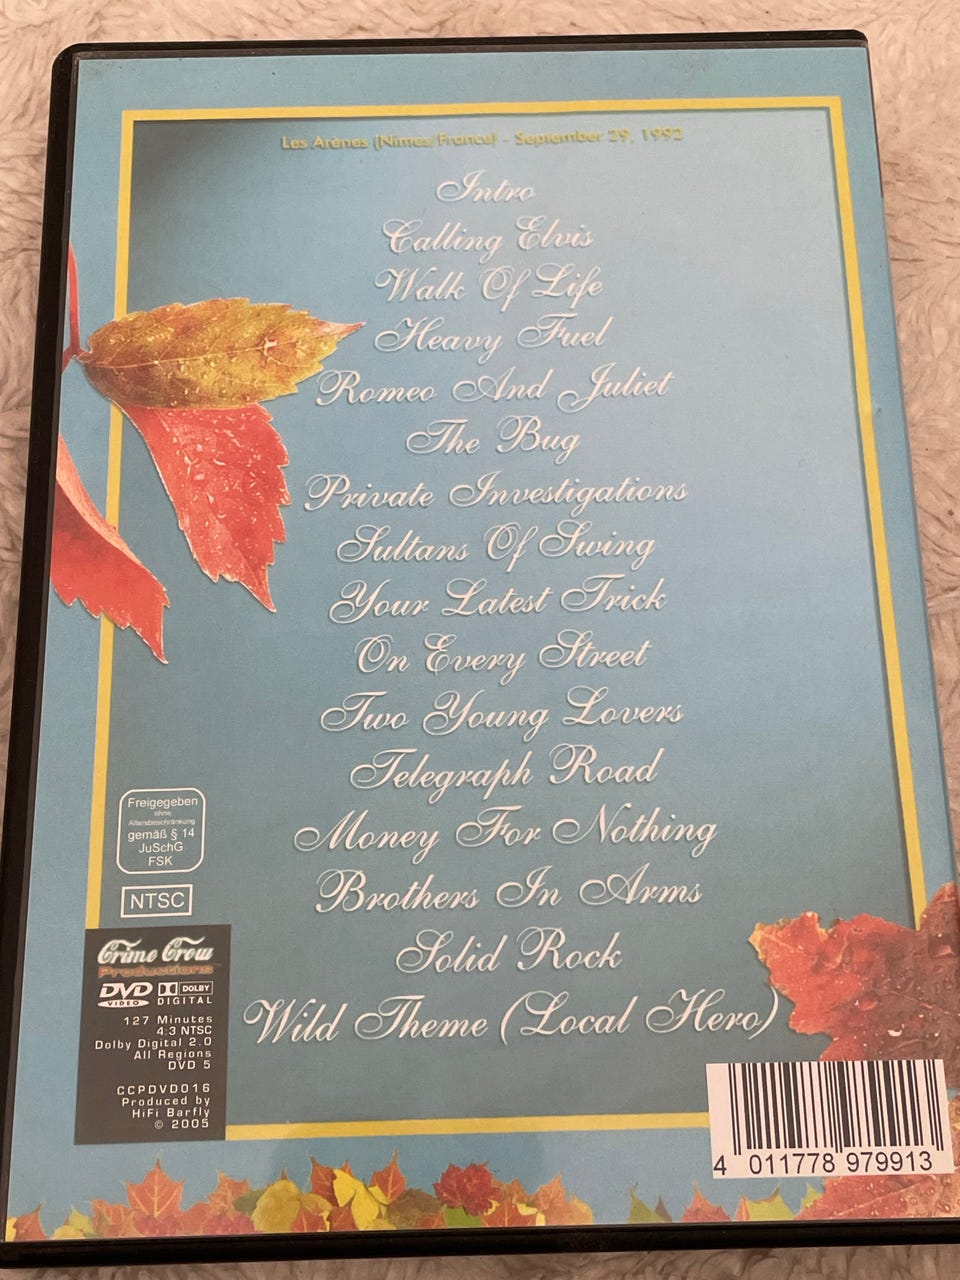 Les Arènes (Nimes/France) - September 29, 1992
Intro
Calling Elvis
Walk Of Life
Heavy Fuel
Romeo And Juliet
The Bug
Private Investigations
Sultans Of Swing
Your Latest Trick
On Every Street
Two Young Lovers
Telegraph Road
Money For Nothing
Brothers In Arms
Solid Rock
Wild Theme (Local Hero)
Freigegeben
ohne
Altersbeschränkung
gemäß § 14
JuSchG
FSK
NTSC
Crime Crow
Productions
DVD VIDEO
DOLBY DIGITAL
127 Minutes
4:3 NTSC
Dolby Digital 2.0
All Regions
DVD 5
CCPDVD016
Produced by
HiFi Barfly
© 2005
4 011778 979913